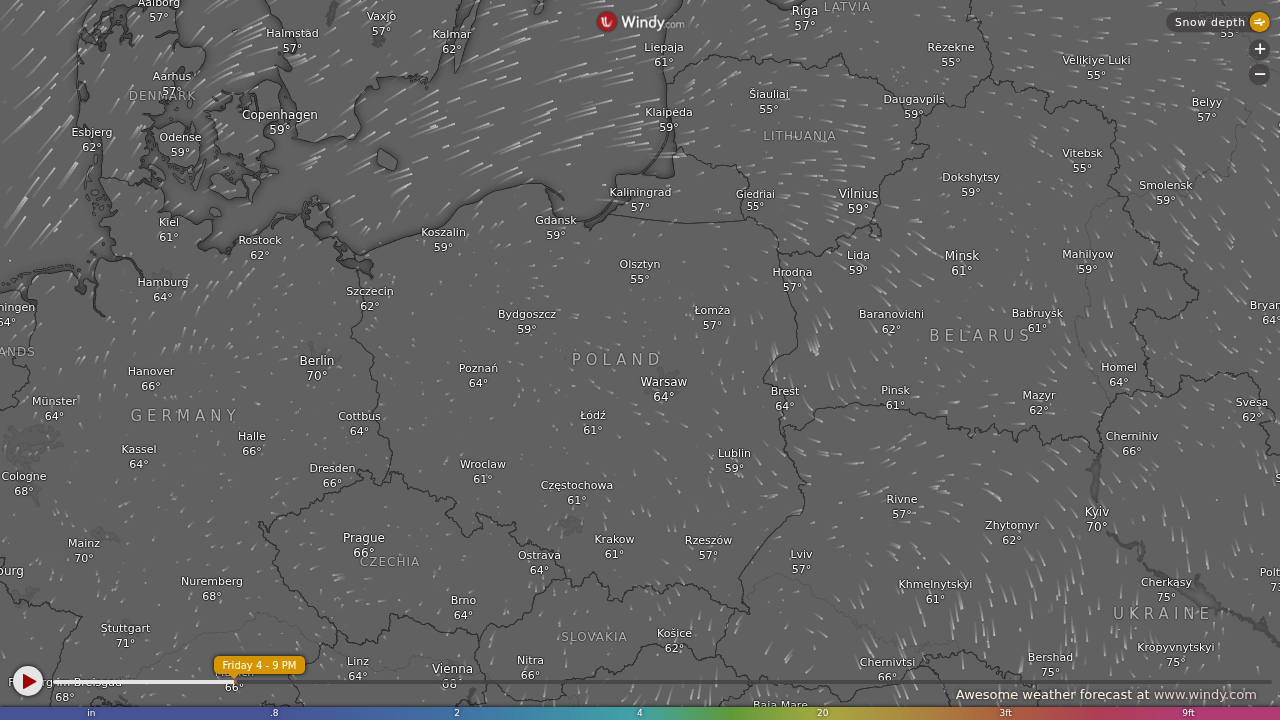 Aalborg
57°
Vaxjo
57°
Windy.com
Riga
57°
LATVIA
Snow depth
55°
Halmstad
57°
Kalmar
62°
Liepaja
61°
Rēzekne
55°
Velikiye Luki
55°
+
−
Aarhus
57°
DENMARK
Šiauliai
55°
Daugavpils
59°
Belyy
57°
Copenhagen
59°
Klaipėda
59°
Esbjerg
62°
Odense
59°
LITHUANIA
Vitebsk
55°
Kaliningrad
57°
Giedriai
55°
Vilnius
59°
Dokshytsy
59°
Smolensk
59°
Kiel
61°
Rostock
62°
Koszalin
59°
Gdansk
59°
Olsztyn
55°
Hrodna
57°
Lida
59°
Minsk
61°
Mahilyow
59°
Hamburg
64°
Szczecin
62°
Bydgoszcz
59°
Łomża
57°
Baranovichi
62°
Babruysk
61°
BELARUS
POLAND
Hanover
66°
Berlin
70°
Poznań
64°
Warsaw
64°
Brest
64°
Pinsk
61°
Homel
64°
Mazyr
62°
Svesa
62°
Münster
64°
GERMANY
Cottbus
64°
Łódź
61°
Kassel
64°
Halle
66°
Chernihiv
66°
Cologne
68°
Dresden
66°
Wroclaw
61°
Lublin
59°
Częstochowa
61°
Rivne
57°
Kyiv
70°
Zhytomyr
62°
Mainz
70°
Prague
66°
CZECHIA
Ostrava
64°
Krakow
61°
Rzeszów
57°
Lviv
57°
Nuremberg
68°
Khmelnytskyi
61°
Cherkasy
75°
Brno
64°
UKRAINE
Stuttgart
71°
SLOVAKIA
Košice
62°
Kropyvnytskyi
75°
Linz
64°
Vienna
68°
Nitra
66°
Chernivtsi
66°
Bershad
75°
Friday 4 - 9 PM
66°
68°
Awesome weather forecast at www.windy.com
Baia Mare
in .8 2 4 20 3ft 9ft